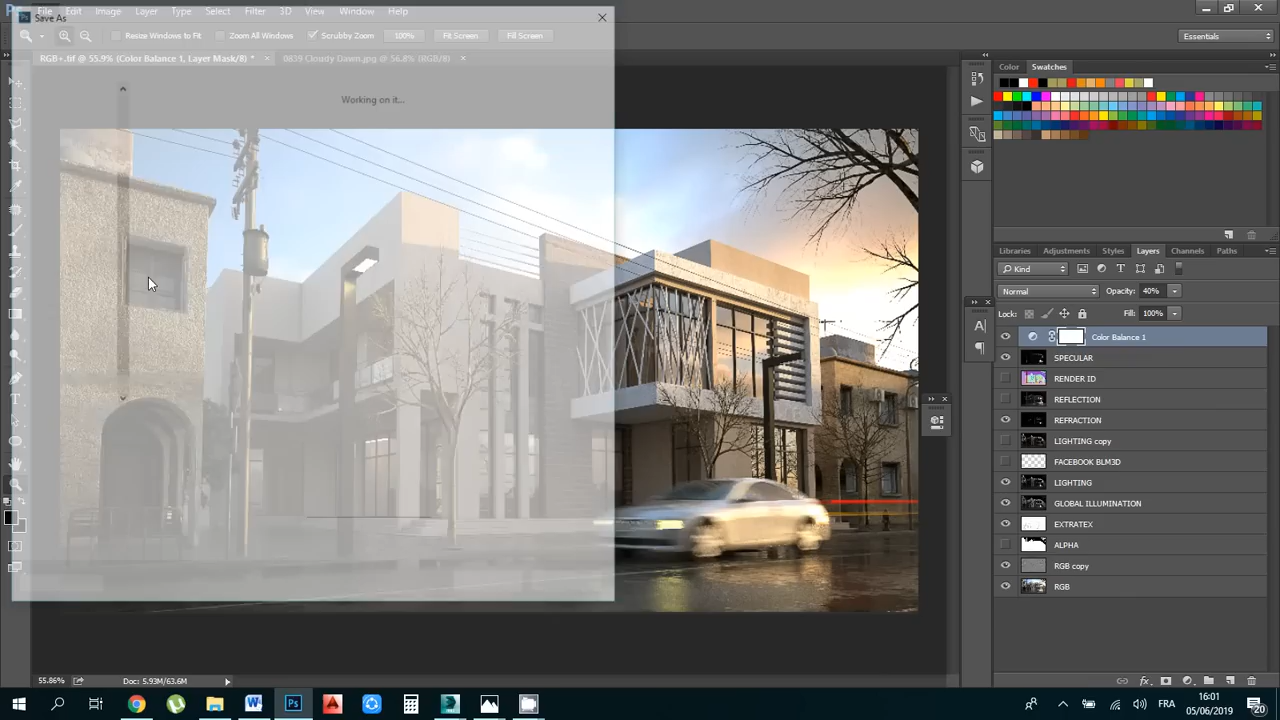 Ps File Edit Image Layer Type Select Filter 3D View Window Help
Save As
Resize Windows to Fit Zoom All Windows Scrubby Zoom 100% Fit Screen Fill Screen Essentials
RGB+.tif @ 55.9% (Color Balance 1, Layer Mask/8) * × 0839 Cloudy Dawn.jpg @ 56.8% (RGB/8) ×
Color Swatches
Working on it...
Libraries Adjustments Styles Layers Channels Paths
Kind
Normal Opacity: 40%
Lock: Fill: 100%
Color Balance 1
SPECULAR
RENDER ID
REFLECTION
REFRACTION
LIGHTING copy
FACEBOOK BLM3D
LIGHTING
GLOBAL ILLUMINATION
EXTRATEX
ALPHA
RGB copy
RGB
55.86% Doc: 5.93M/63.6M
FRA
16:01
05/06/2019
20